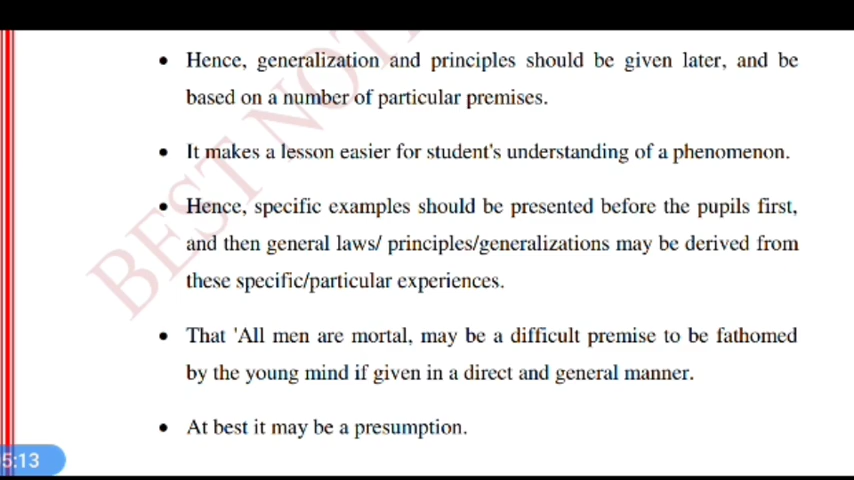 • Hence, generalization and principles should be given later, and be
based on a number of particular premises.
• It makes a lesson easier for student's understanding of a phenomenon.
• Hence, specific examples should be presented before the pupils first,
and then general laws/ principles/generalizations may be derived from
these specific/particular experiences.
• That 'All men are mortal, may be a difficult premise to be fathomed
by the young mind if given in a direct and general manner.
• At best it may be a presumption.
BEST
5:13